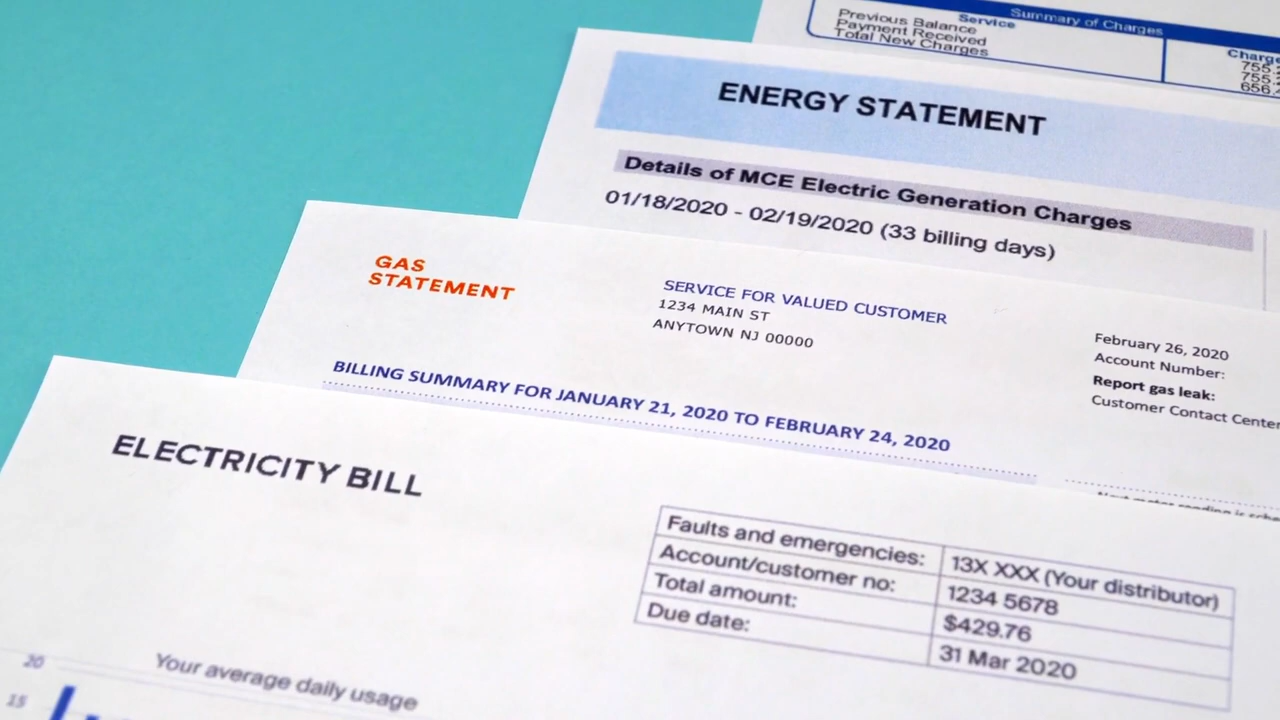 Summary of Charges
Service
Previous Balance
Payment Received
Total New Charges
ENERGY STATEMENT
Details of MCE Electric Generation Charges
01/18/2020 - 02/19/2020 (33 billing days)
GAS
STATEMENT
SERVICE FOR VALUED CUSTOMER
1234 MAIN ST
ANYTOWN NJ 00000
February 26, 2020
Account Number:
Report gas leak:
Customer Contact Center
BILLING SUMMARY FOR JANUARY 21, 2020 TO FEBRUARY 24, 2020
ELECTRICITY BILL
Faults and emergencies: 13X XXX (Your distributor)
Account/customer no: 1234 5678
Total amount: $429.76
Due date: 31 Mar 2020
Your average daily usage
20
15